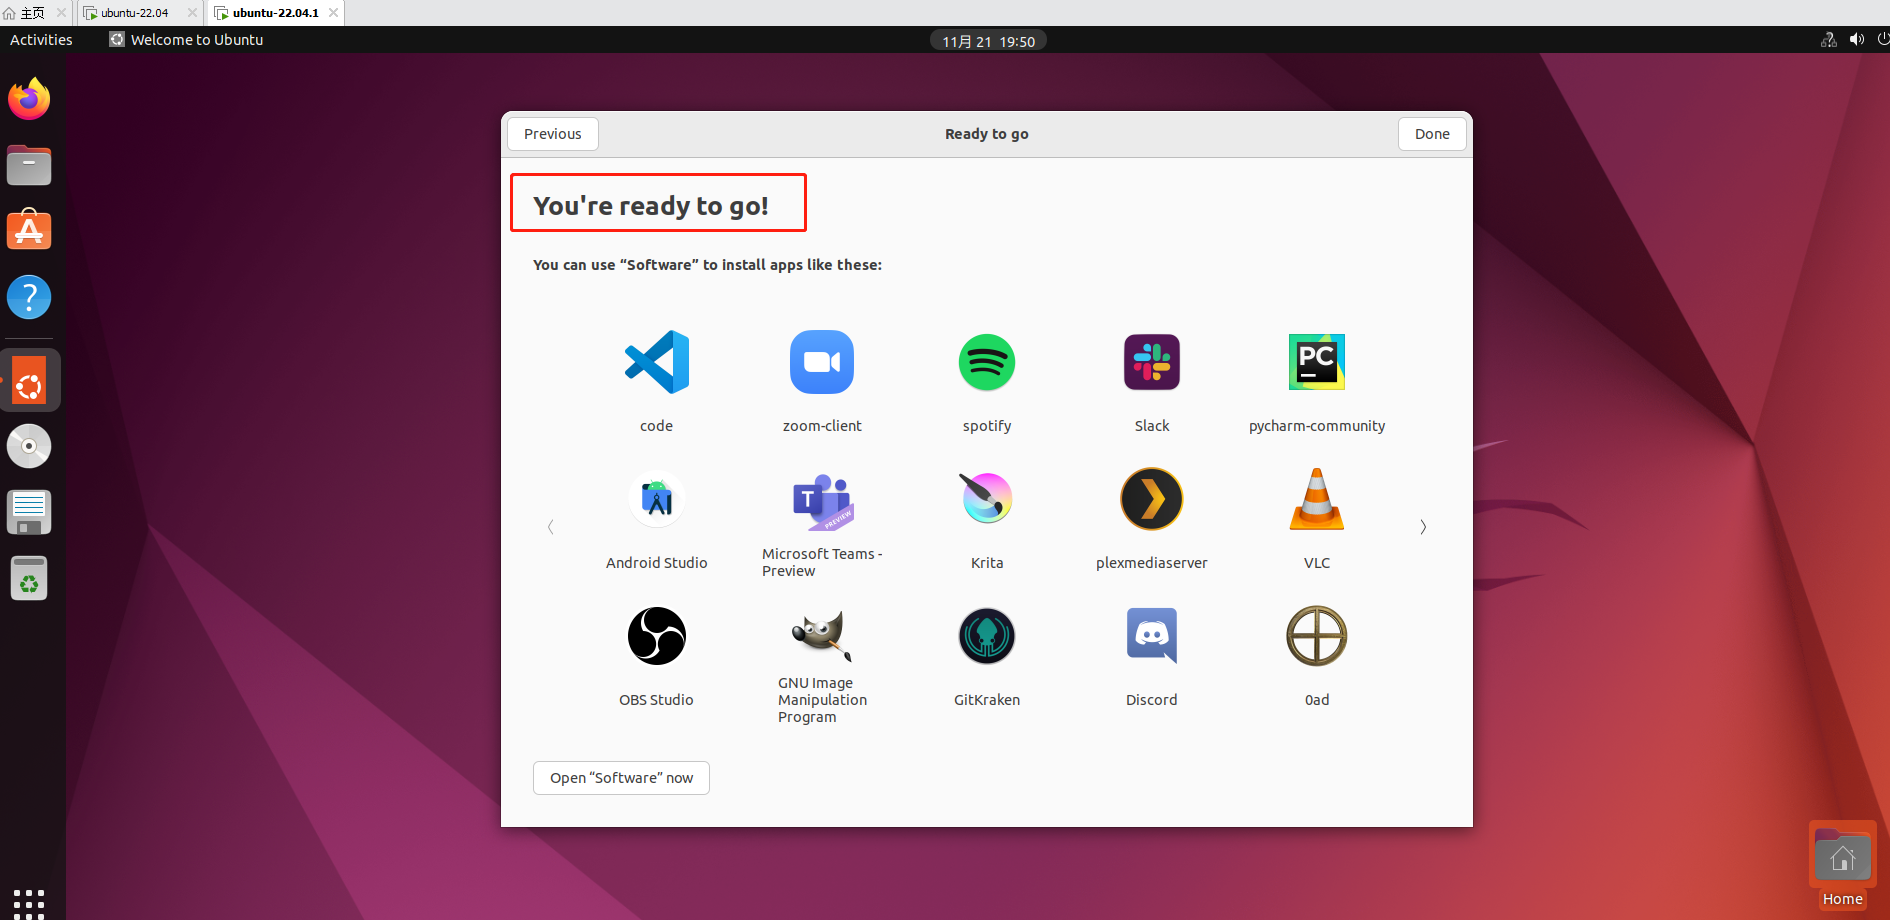 主页
ubuntu-22.04
ubuntu-22.04.1
Activities
Welcome to Ubuntu
11月 21 19:50
Previous
Ready to go
Done
You're ready to go!
You can use “Software” to install apps like these:
code
zoom-client
spotify
Slack
pycharm-community
Android Studio
Microsoft Teams -
Preview
Krita
plexmediaserver
VLC
OBS Studio
GNU Image
Manipulation
Program
GitKraken
Discord
0ad
Open “Software” now
Home
PC
T
PREVIEW